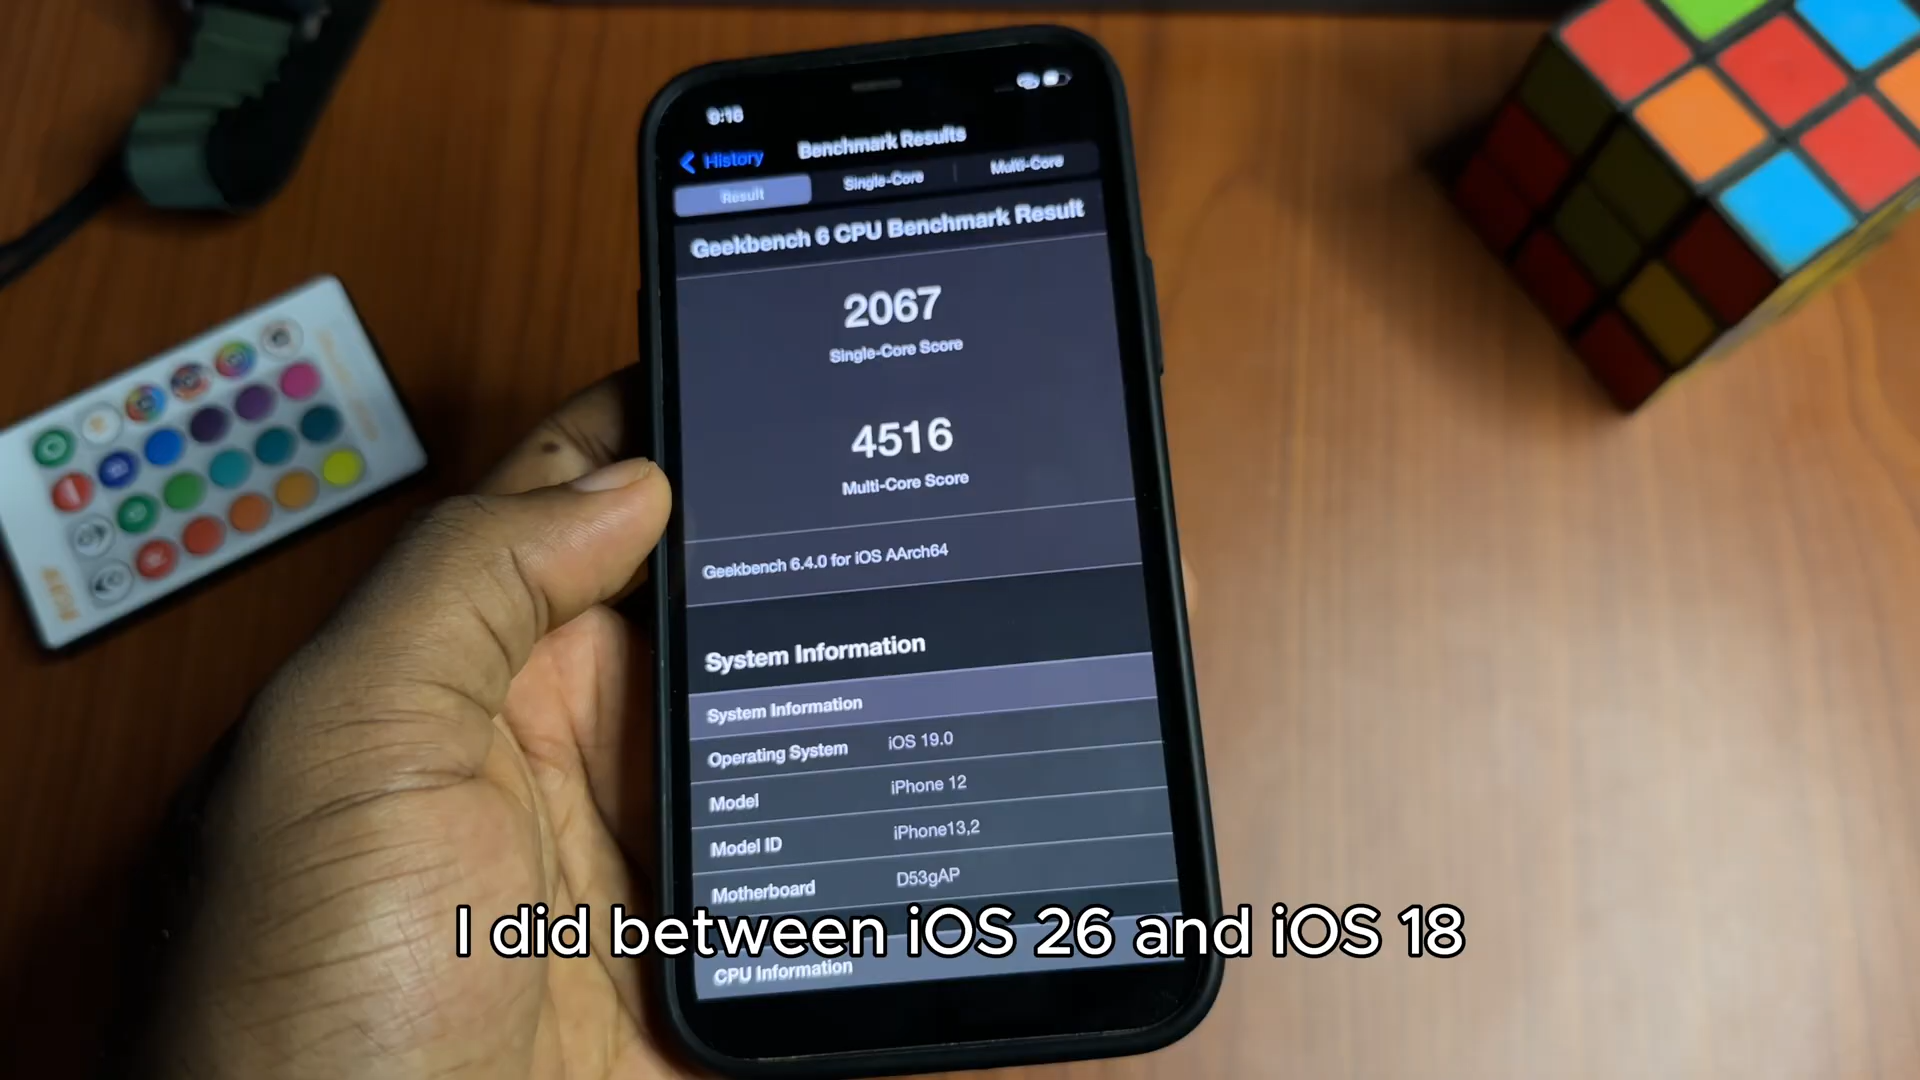 9:16
History
Benchmark Results
Result
Single-Core
Multi-Core
Geekbench 6 CPU Benchmark Result
2067
Single-Core Score
4516
Multi-Core Score
Geekbench 6.4.0 for iOS AArch64
System Information
System Information
Operating System iOS 19.0
Model iPhone 12
Model ID iPhone13,2
Motherboard D53gAP
I did between iOS 26 and iOS 18
CPU Information